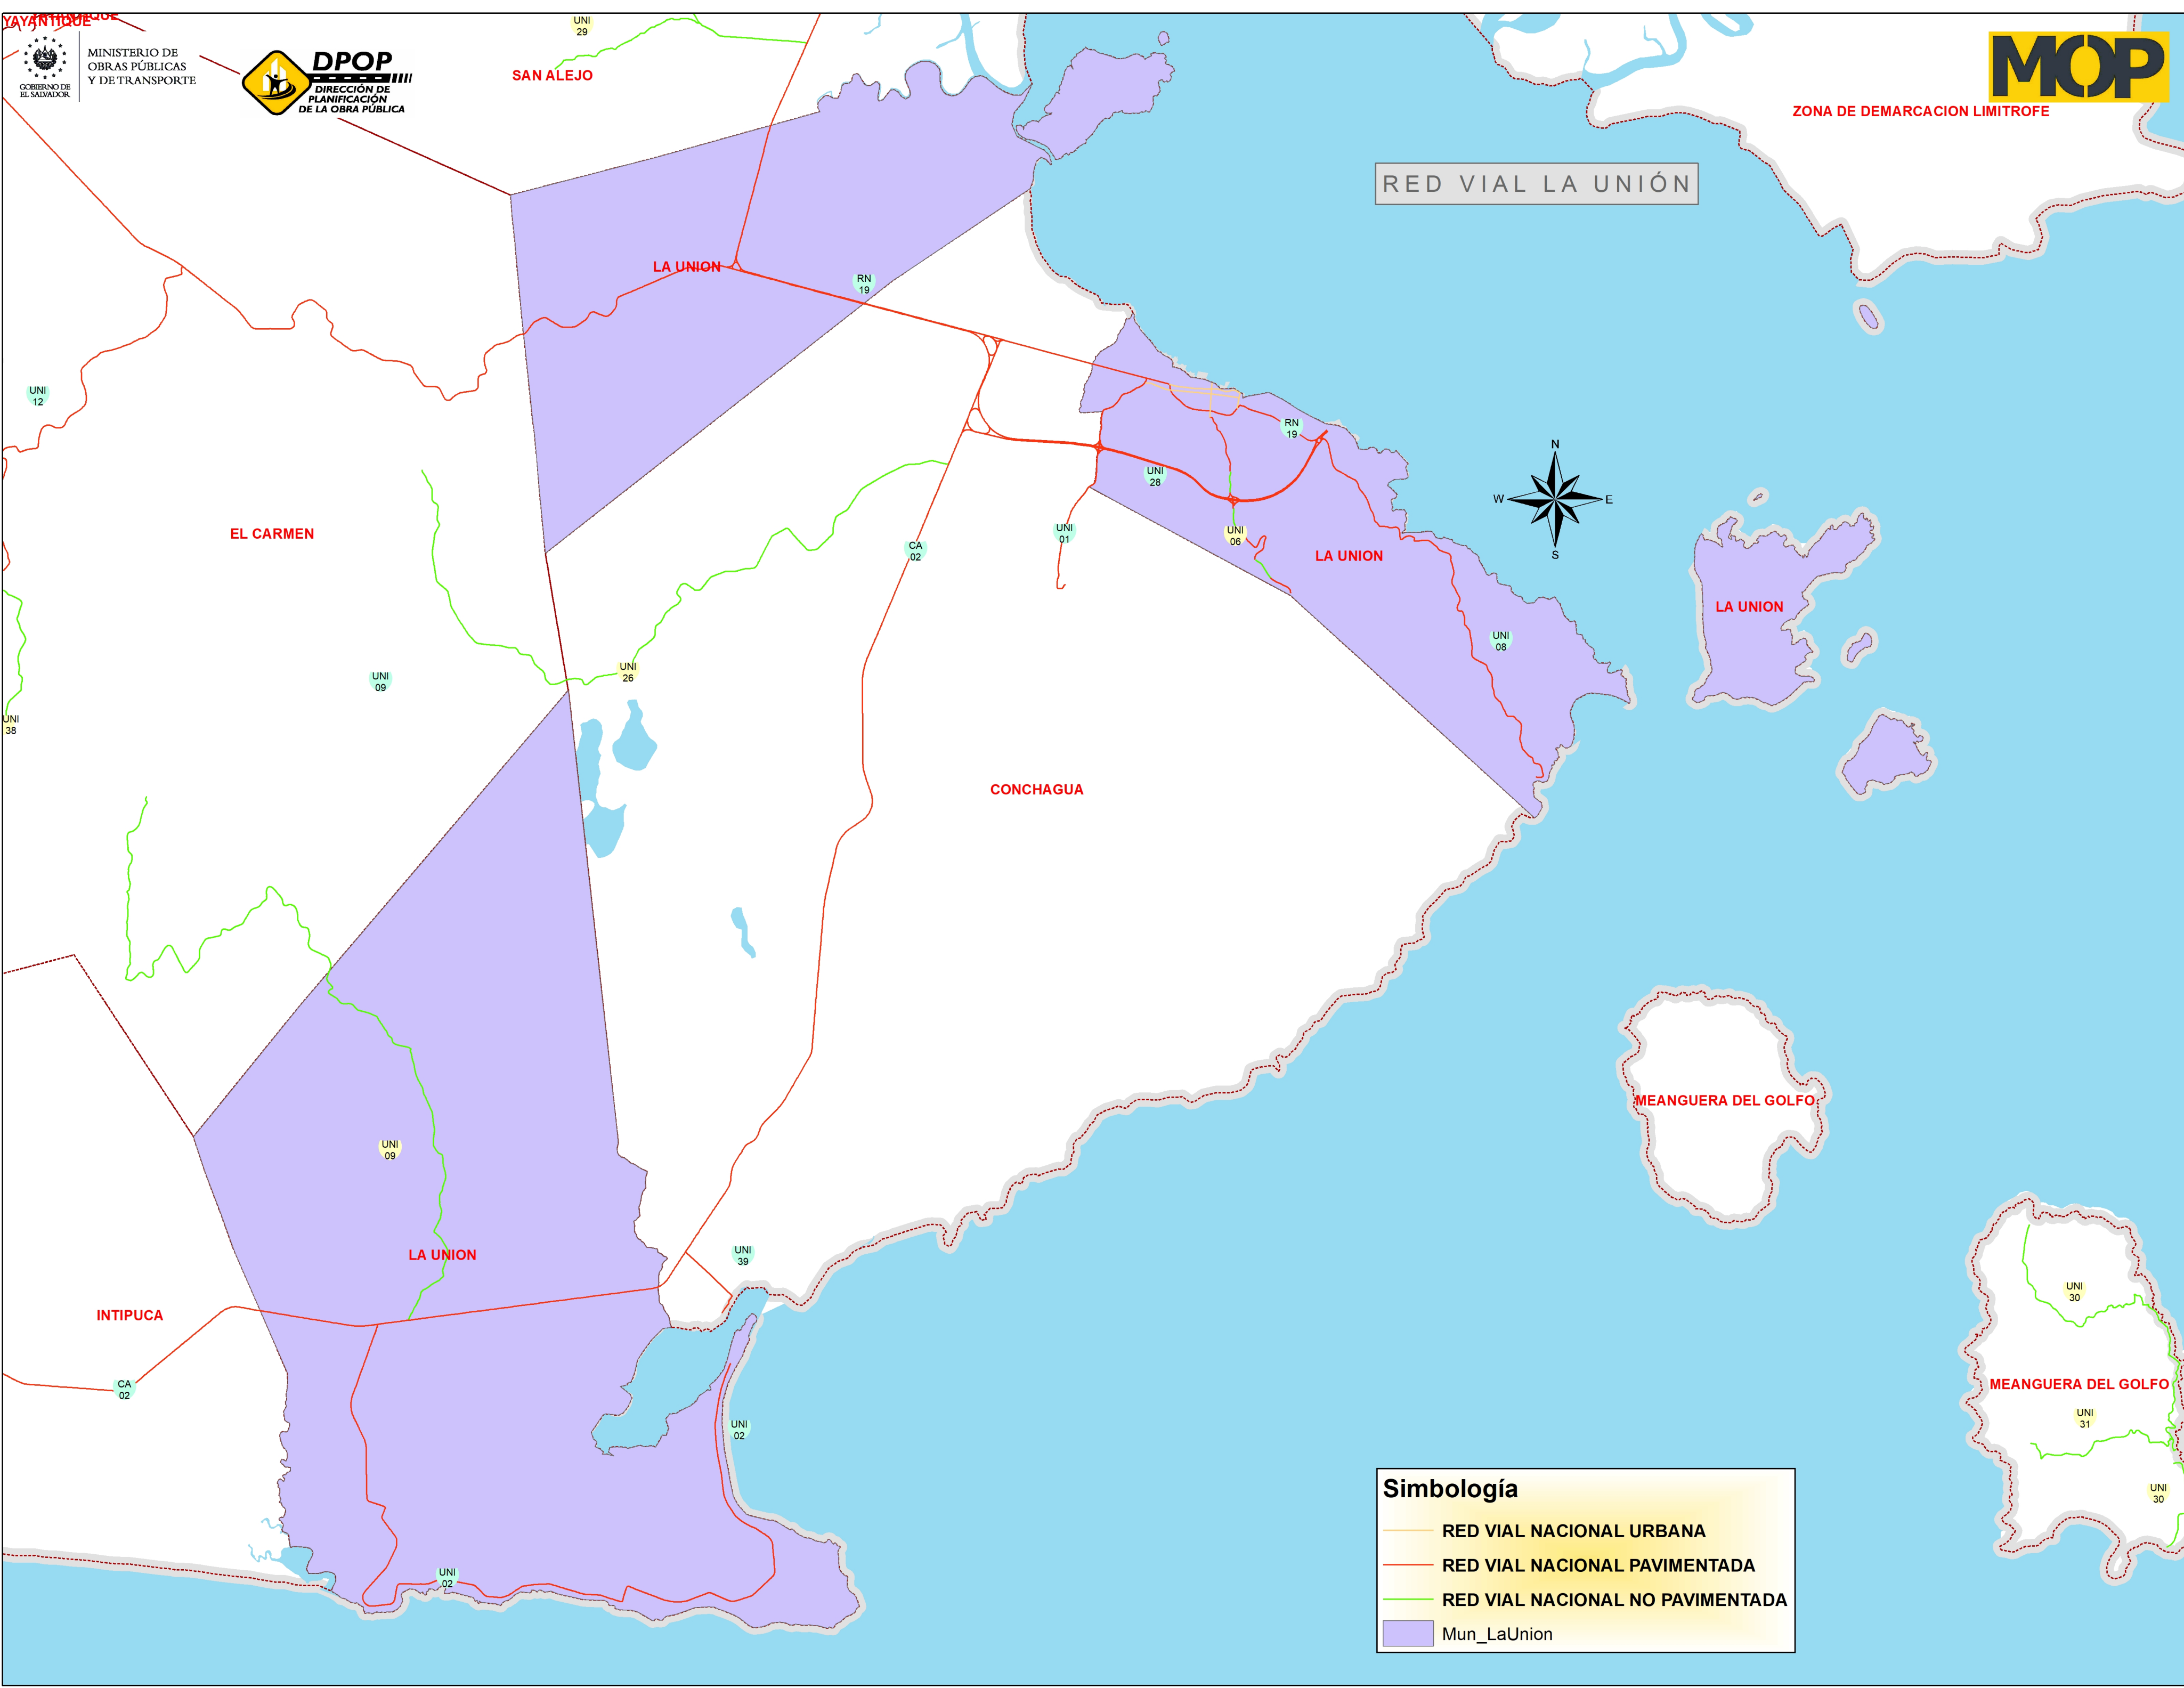 YAYANTIQUE
GOBIERNO DE
EL SALVADOR
MINISTERIO DE
OBRAS PÚBLICAS
Y DE TRANSPORTE
DPOP
DIRECCIÓN DE
PLANIFICACIÓN
DE LA OBRA PÚBLICA
UNI
29
SAN ALEJO
MOP
ZONA DE DEMARCACION LIMITROFE
RED VIAL LA UNIÓN
LA UNION
RN
19
UNI
12
RN
19
N
W
E
S
UNI
28
EL CARMEN
CA
02
UNI
01
UNI
06
LA UNION
LA UNION
UNI
08
UNI
26
UNI
09
UNI
38
CONCHAGUA
MEANGUERA DEL GOLFO
UNI
09
LA UNION
UNI
39
INTIPUCA
UNI
30
CA
02
MEANGUERA DEL GOLFO
UNI
31
UNI
02
UNI
30
UNI
02
Simbología
RED VIAL NACIONAL URBANA
RED VIAL NACIONAL PAVIMENTADA
RED VIAL NACIONAL NO PAVIMENTADA
Mun_LaUnion